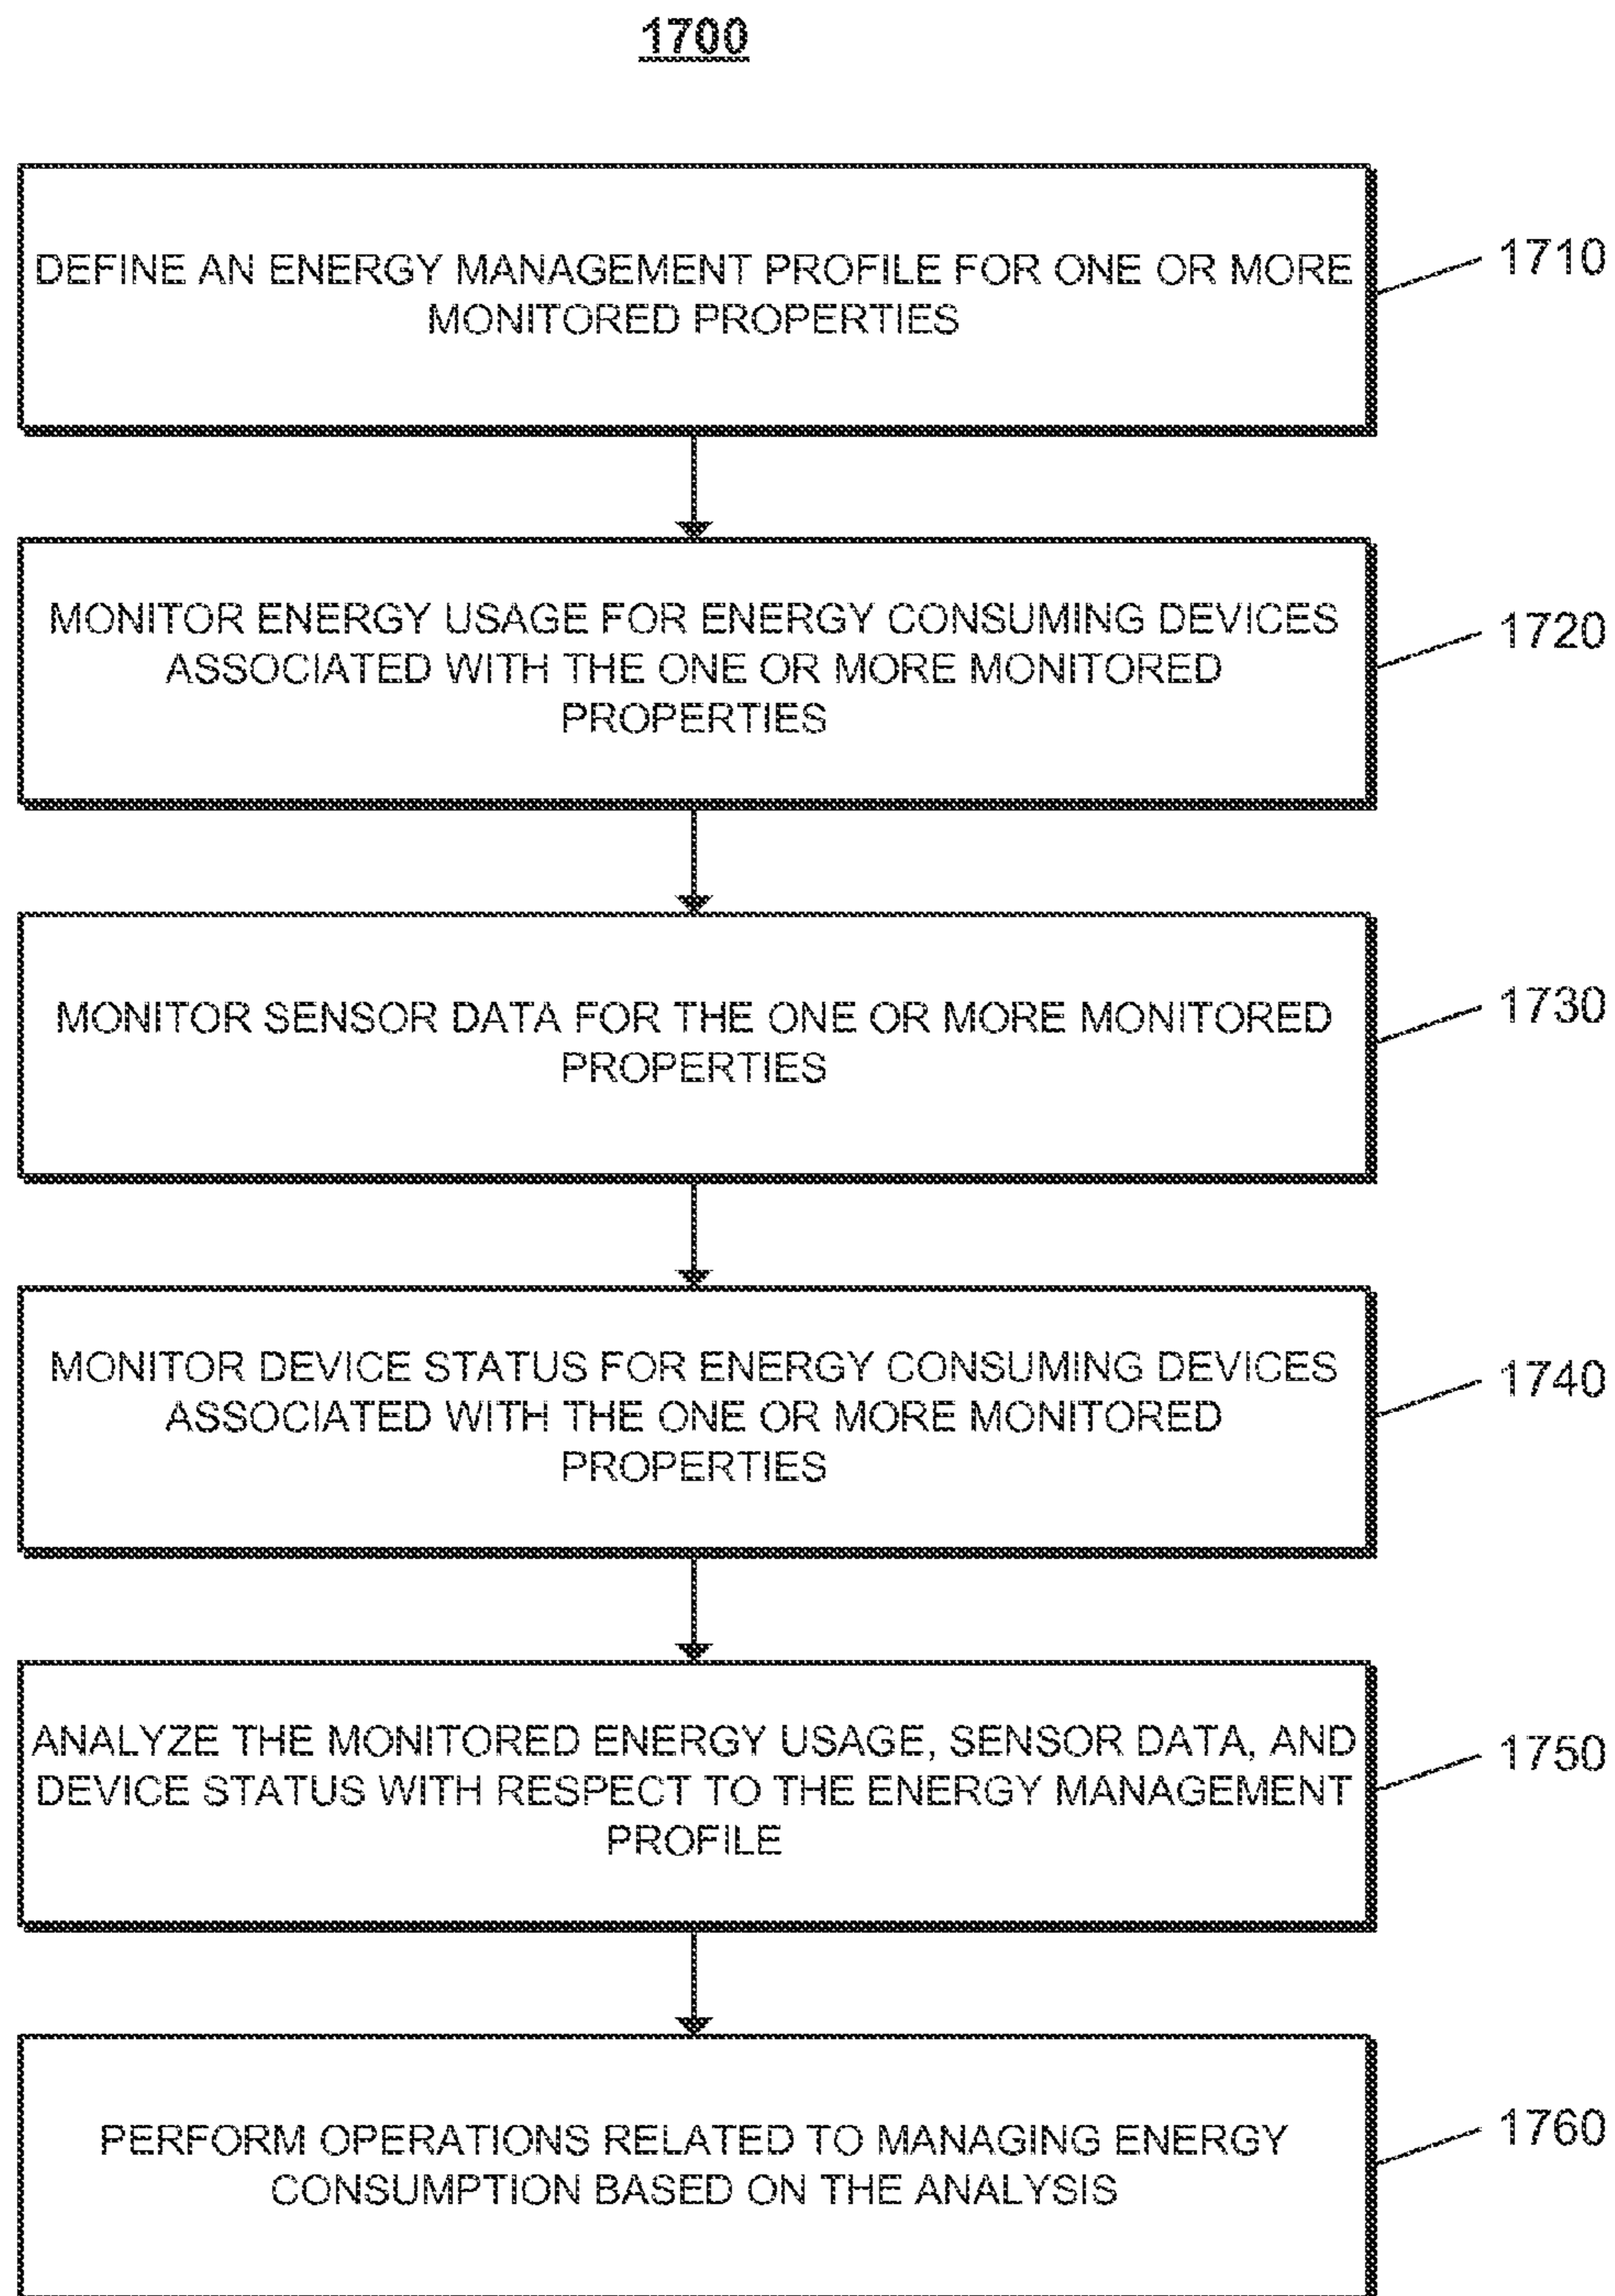 1700
DEFINE AN ENERGY MANAGEMENT PROFILE FOR ONE OR MORE
MONITORED PROPERTIES
1710
MONITOR ENERGY USAGE FOR ENERGY CONSUMING DEVICES
ASSOCIATED WITH THE ONE OR MORE MONITORED
PROPERTIES
1720
MONITOR SENSOR DATA FOR THE ONE OR MORE MONITORED
PROPERTIES
1730
MONITOR DEVICE STATUS FOR ENERGY CONSUMING DEVICES
ASSOCIATED WITH THE ONE OR MORE MONITORED
PROPERTIES
1740
ANALYZE THE MONITORED ENERGY USAGE, SENSOR DATA, AND
DEVICE STATUS WITH RESPECT TO THE ENERGY MANAGEMENT
PROFILE
1750
PERFORM OPERATIONS RELATED TO MANAGING ENERGY
CONSUMPTION BASED ON THE ANALYSIS
1760